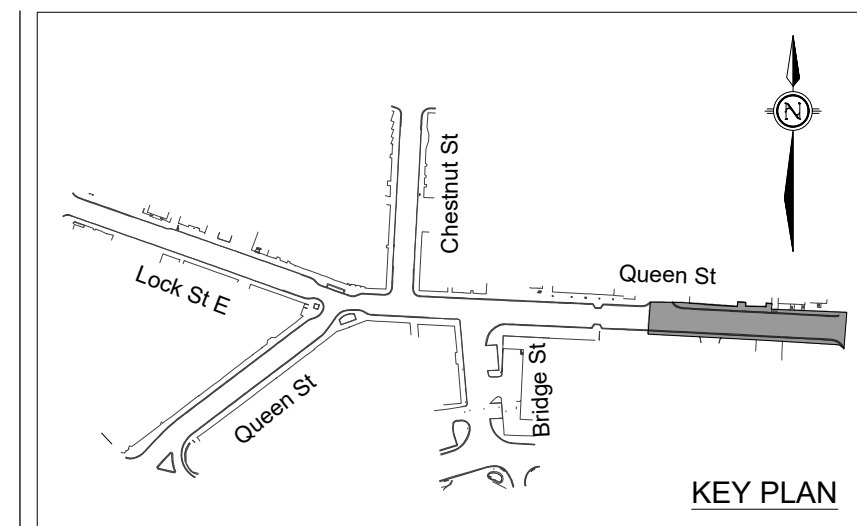 N
Chestnut St
Queen St
Lock St E
Bridge St
Queen St
KEY PLAN